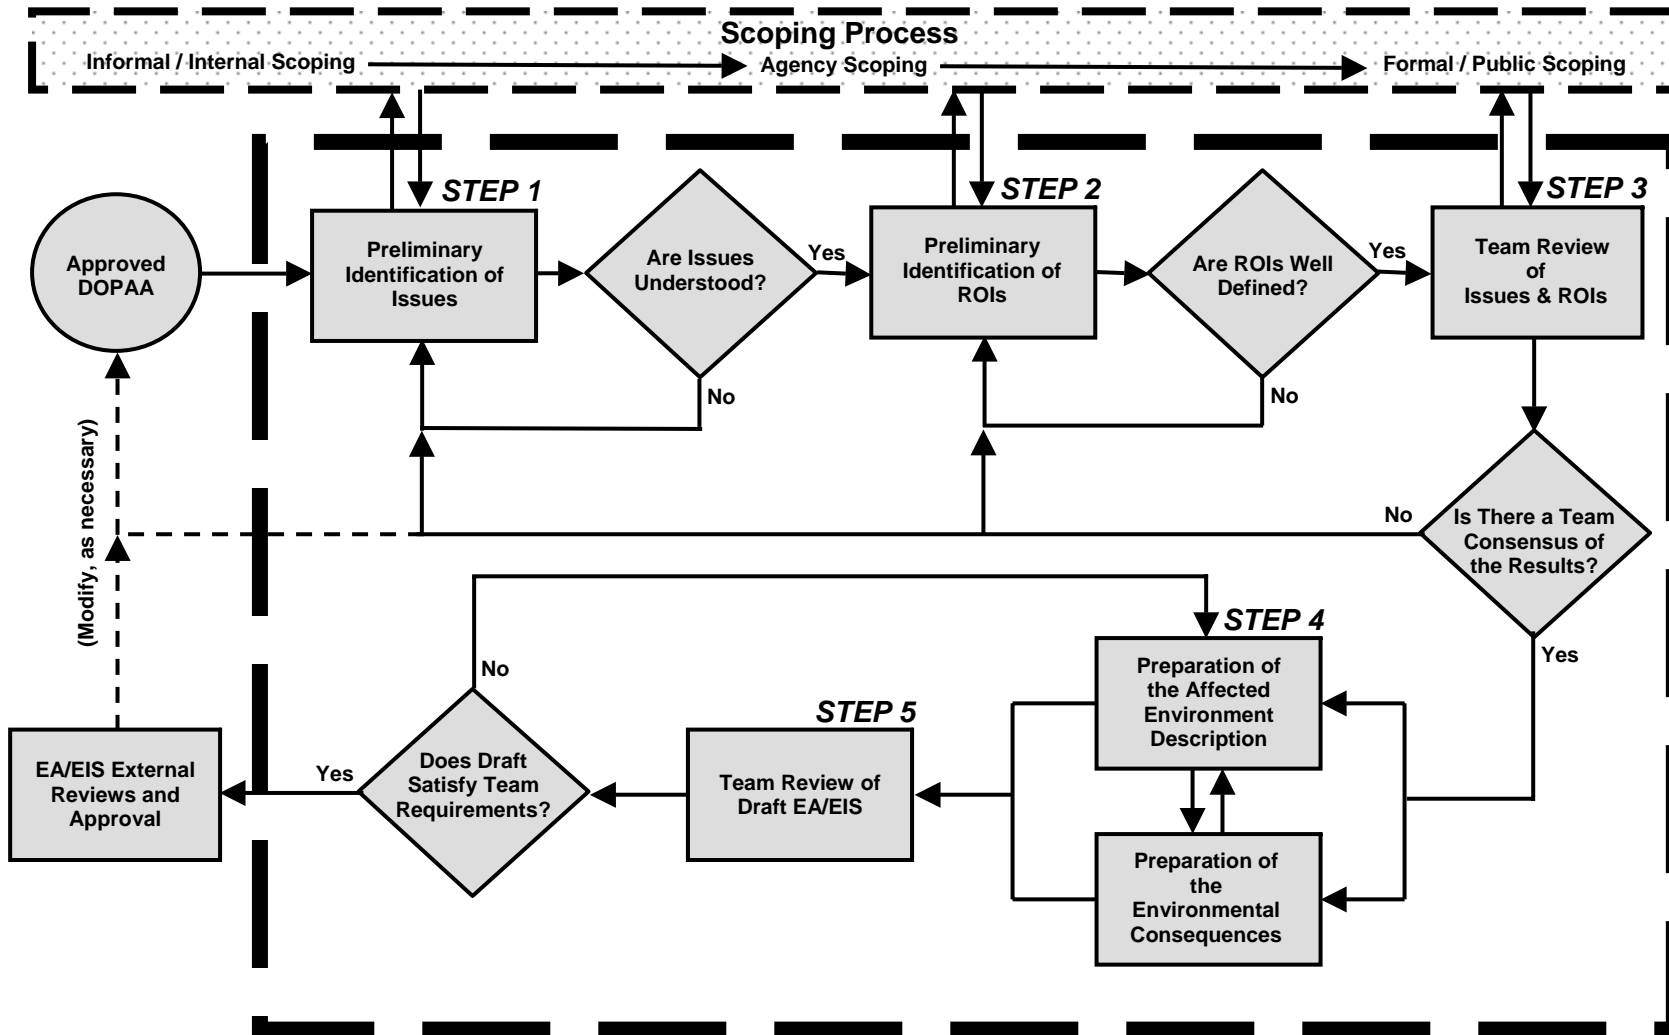 Scoping Process
Informal / Internal Scoping
Agency Scoping
Formal / Public Scoping
STEP 1
STEP 2
STEP 3
Approved
DOPAA
Preliminary
Identification of
Issues
Are Issues
Understood?
Yes
No
Preliminary
Identification of
ROIs
Are ROIs Well
Defined?
Yes
No
Team Review
of
Issues & ROIs
(Modify, as necessary)
No
Is There a Team
Consensus of
the Results?
Yes
STEP 4
Preparation of
the Affected
Environment
Description
Preparation of
the
Environmental
Consequences
STEP 5
Team Review of
Draft EA/EIS
No
Does Draft
Satisfy Team
Requirements?
Yes
EA/EIS External
Reviews and
Approval